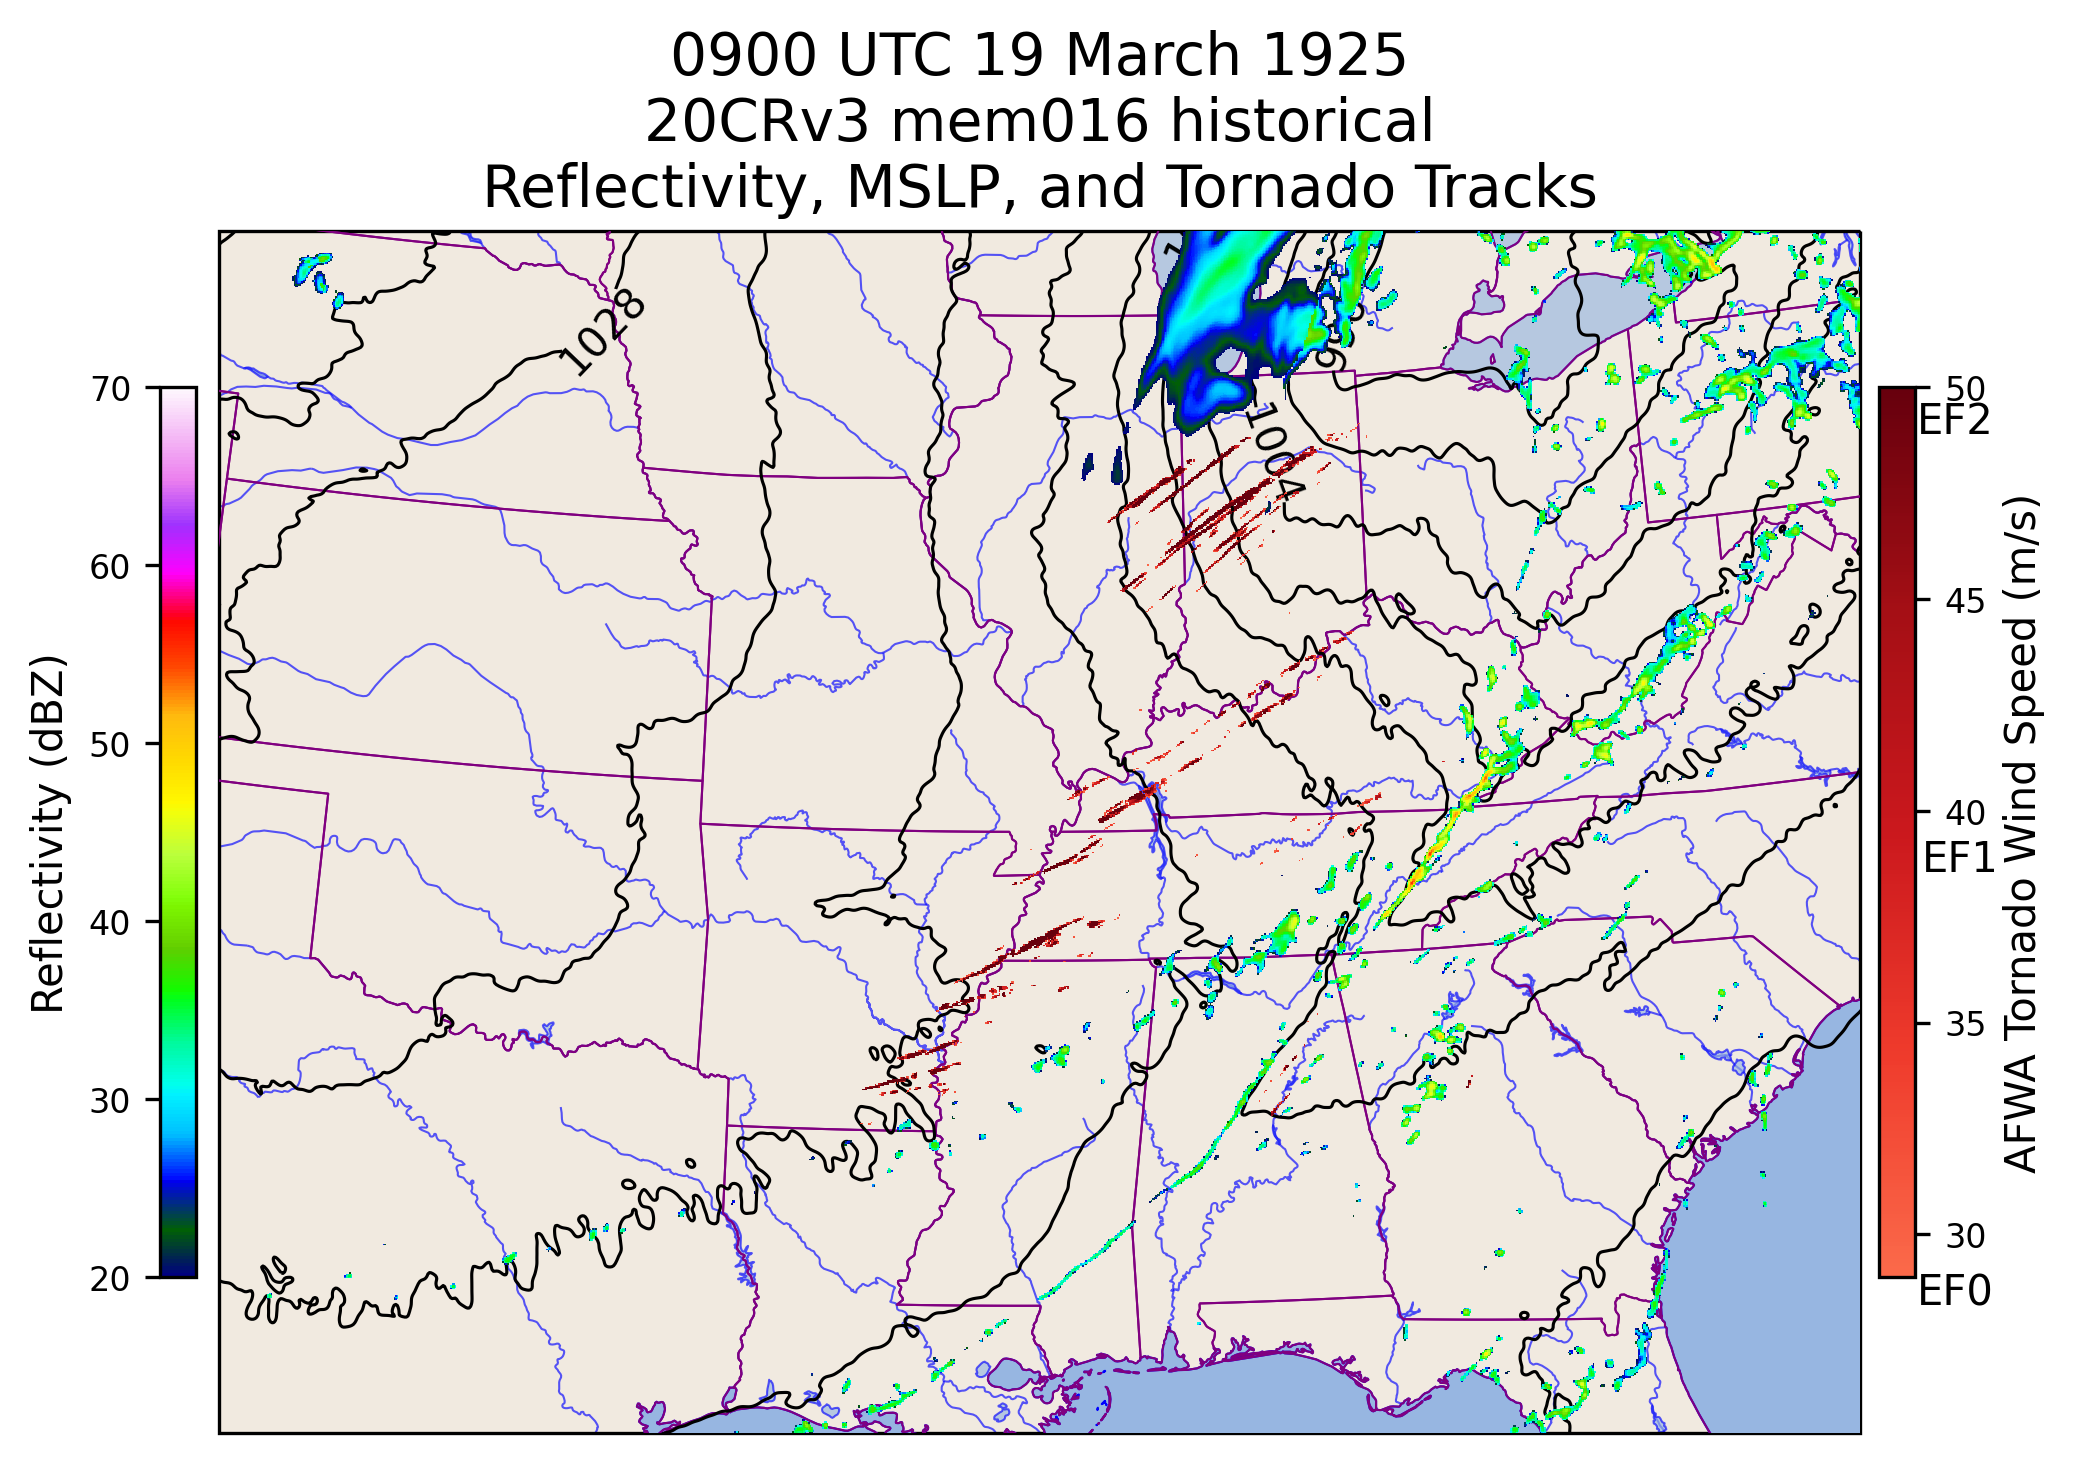 0900 UTC 19 March 1925
20CRv3 mem016 historical
Reflectivity, MSLP, and Tornado Tracks
1028
1004
70
60
50
40
30
20
Reflectivity (dBZ)
50
EF2
45
40
EF1
35
30
EF0
AFWA Tornado Wind Speed (m/s)